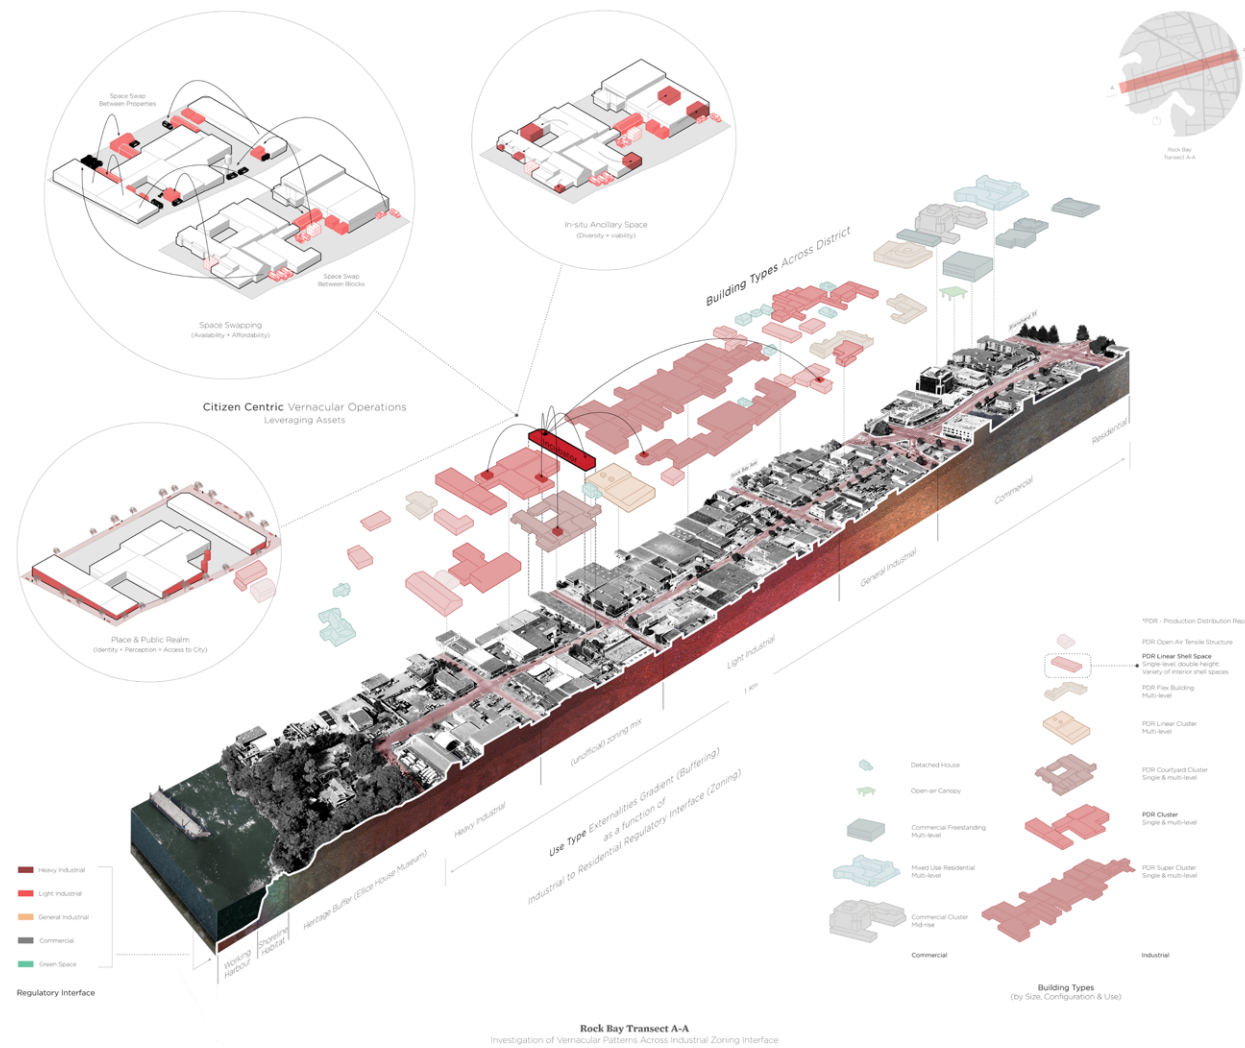 Space Swap
Between Properties
Space Swap
Between Blocks
Space Swapping
(Availability + Affordability)
In-situ Ancillary Space
(Diversity + viability)
A
Rock Bay
Transect A-A
Building Types Across District
Citizen Centric Vernacular Operations
Leveraging Assets
Incubator
Place & Public Realm
(Identity + Perception + Access to City)
Blanshard St
Rock Bay Ave
Residential
Commercial
General Industrial
Light Industrial
1 km
(unofficial) zoning mix
Heavy Industrial
Heritage Buffer (Ellice House Museum)
Shoreline
Habitat
Working
Harbour
Use Type Externalities Gradient (Buffering)
as a function of
Industrial to Residential Regulatory Interface (Zoning)
Heavy Industrial
Light Industrial
General Industrial
Commercial
Green Space
Regulatory Interface
*PDR - Production Distribution Rep
PDR Open Air Tensile Structure
PDR Linear Shell Space
Single-level, double height;
Variety of interior shell spaces
PDR Flex Building
Multi-level
PDR Linear Cluster
Multi-level
PDR Courtyard Cluster
Single & multi-level
PDR Cluster
Single & multi-level
PDR Super Cluster
Single & multi-level
Industrial
Detached House
Open-air Canopy
Commercial Freestanding
Multi-level
Mixed Use Residential
Multi-level
Commercial Cluster
Mid-rise
Commercial
Building Types
(by Size, Configuration & Use)
Rock Bay Transect A-A
Investigation of Vernacular Patterns Across Industrial Zoning Interface